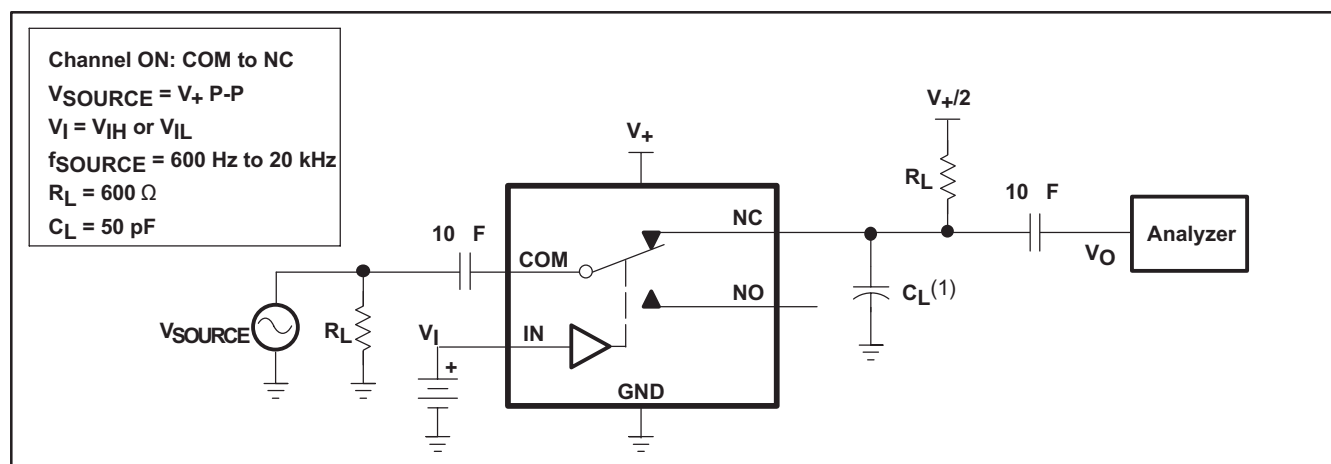 Channel ON: COM to NC
VSOURCE = V+ P-P
VI = VIH or VIL
fSOURCE = 600 Hz to 20 kHz
RL = 600 Ω
CL = 50 pF
V+/2
V+
RL
10 F
NC
Analyzer
10 F
COM
VO
NO
CL(1)
VSOURCE
RL
VI
IN
+
GND